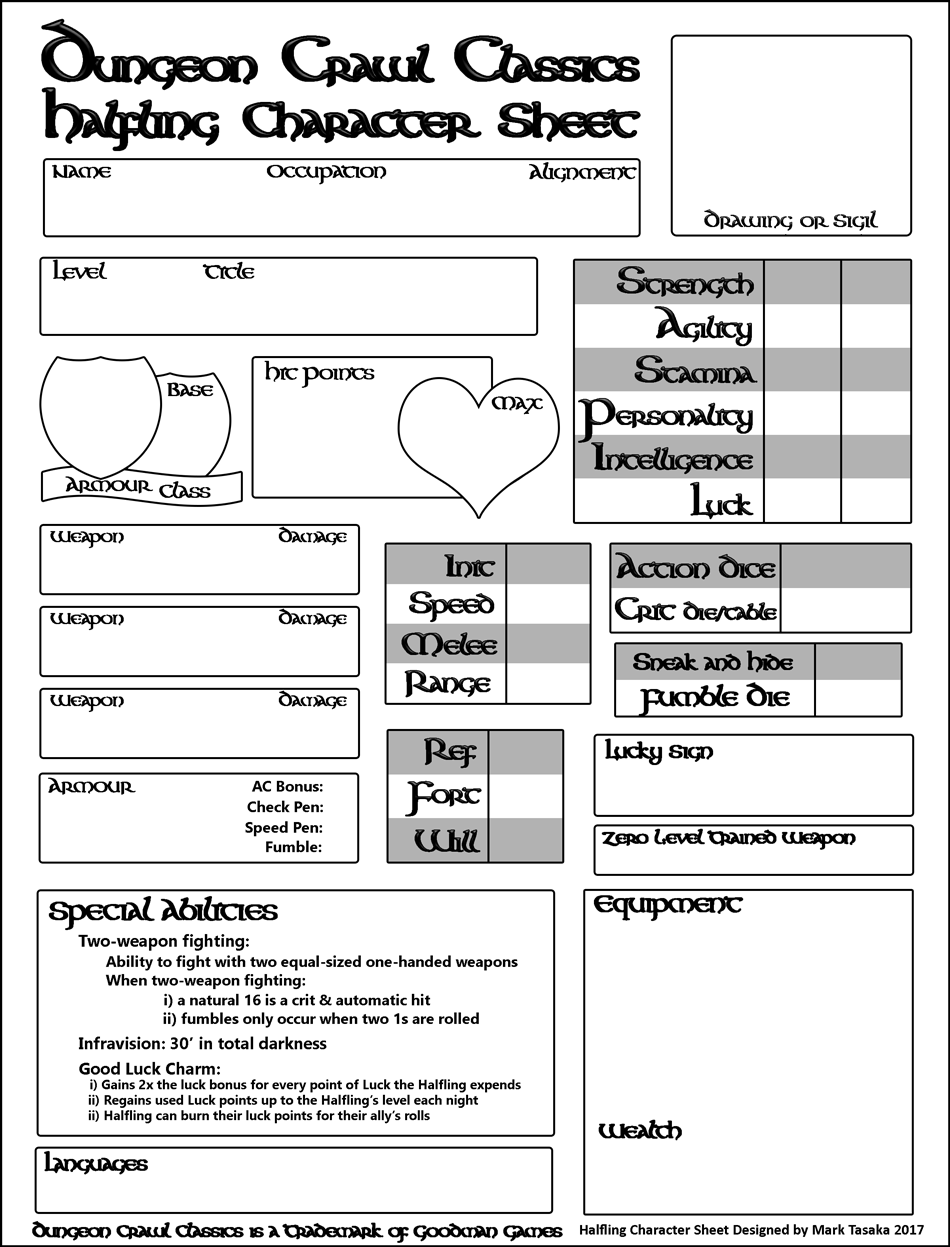 Dungeon Crawl Classics
Halfling Character Sheet
Name Occupation Alignment
Drawing or Sigil
Level Title
Strength
Agility
Stamina
Personality
Intelligence
Luck
Base
Armour Class
Hit Points
Max
Weapon Damage
Weapon Damage
Weapon Damage
Armour
AC Bonus:
Check Pen:
Speed Pen:
Fumble:
Init
Speed
Melee
Range
Action Dice
Crit Die/table
Sneak and Hide
Fumble Die
Ref
Fort
Will
Lucky Sign
Zero Level Trained Weapon
Special Abilities
Two-weapon fighting:
Ability to fight with two equal-sized one-handed weapons
When two-weapon fighting:
i) a natural 16 is a crit & automatic hit
ii) fumbles only occur when two 1s are rolled
Infravision: 30’ in total darkness
Good Luck Charm:
i) Gains 2x the luck bonus for every point of Luck the Halfling expends
ii) Regains used Luck points up to the Halfling’s level each night
ii) Halfling can burn their luck points for their ally’s rolls
Equipment
Wealth
Languages
Dungeon Crawl Classics is a Trademark of Goodman Games
Halfling Character Sheet Designed by Mark Tasaka 2017